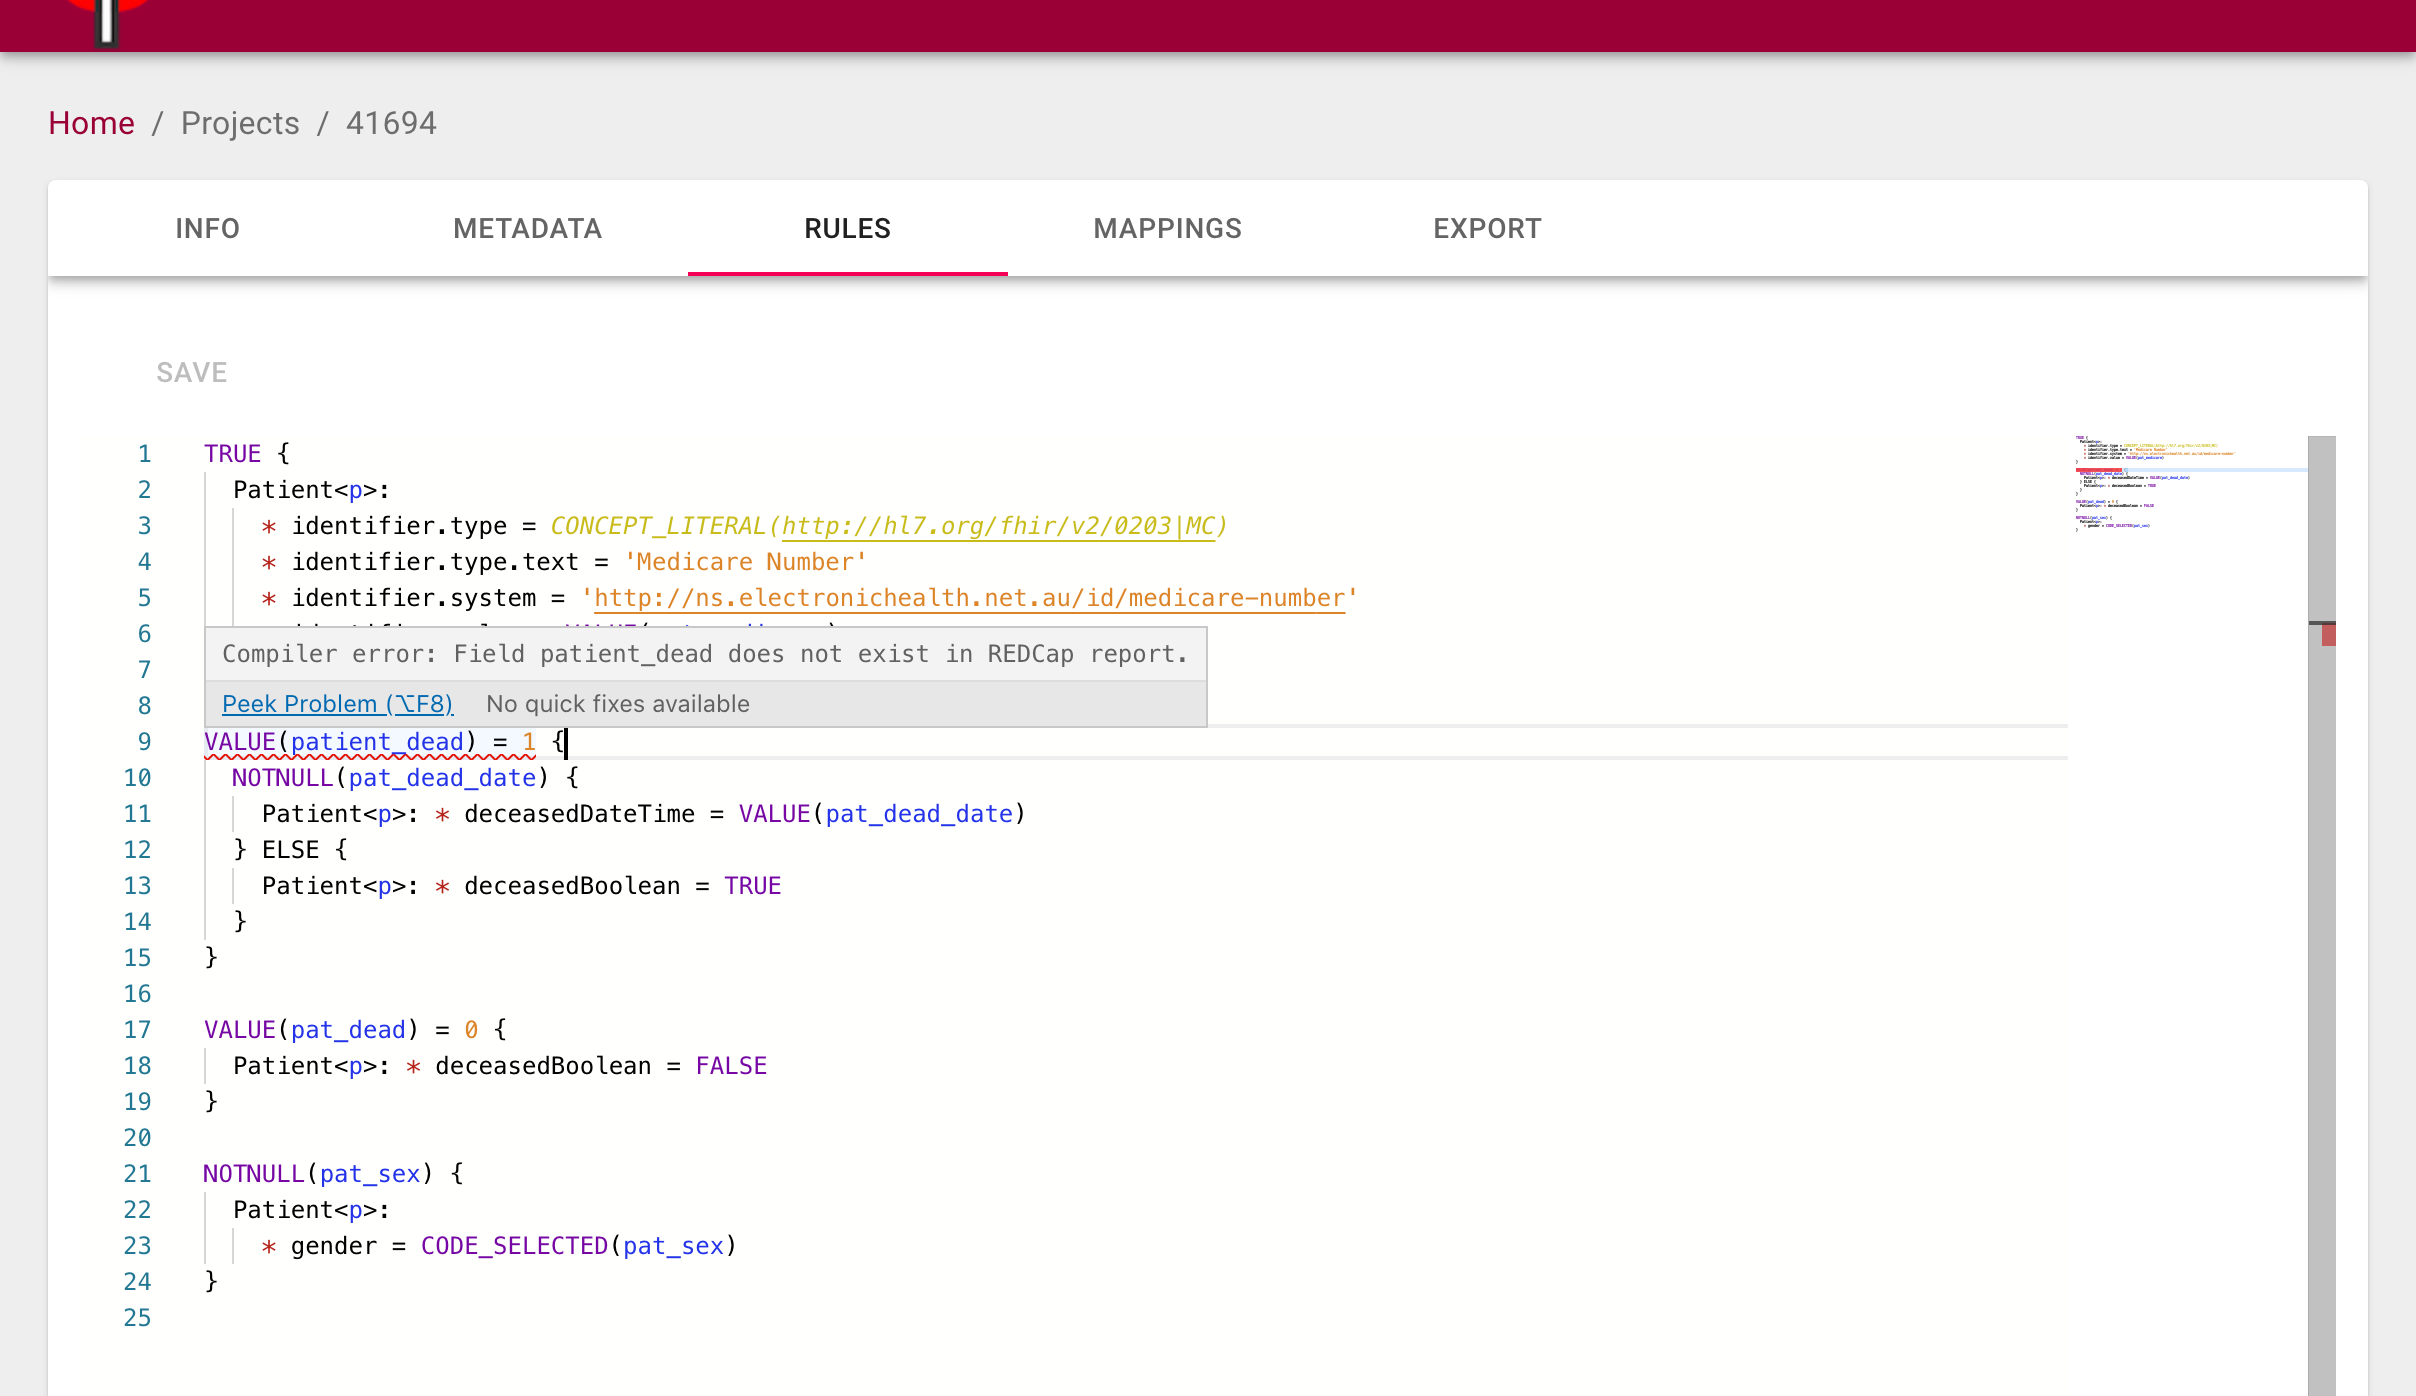 Home / Projects / 41694
INFO METADATA RULES MAPPINGS EXPORT
SAVE
1 TRUE {
2 Patient<p>:
3 * identifier.type = CONCEPT_LITERAL(http://hl7.org/fhir/v2/0203|MC)
4 * identifier.type.text = 'Medicare Number'
5 * identifier.system = 'http://ns.electronichealth.net.au/id/medicare-number'
6
Compiler error: Field patient_dead does not exist in REDCap report.
7
8 Peek Problem (⌥F8) No quick fixes available
9 VALUE(patient_dead) = 1 {
10 NOTNULL(pat_dead_date) {
11 Patient<p>: * deceasedDateTime = VALUE(pat_dead_date)
12 } ELSE {
13 Patient<p>: * deceasedBoolean = TRUE
14 }
15 }
16
17 VALUE(pat_dead) = 0 {
18 Patient<p>: * deceasedBoolean = FALSE
19 }
20
21 NOTNULL(pat_sex) {
22 Patient<p>:
23 * gender = CODE_SELECTED(pat_sex)
24 }
25